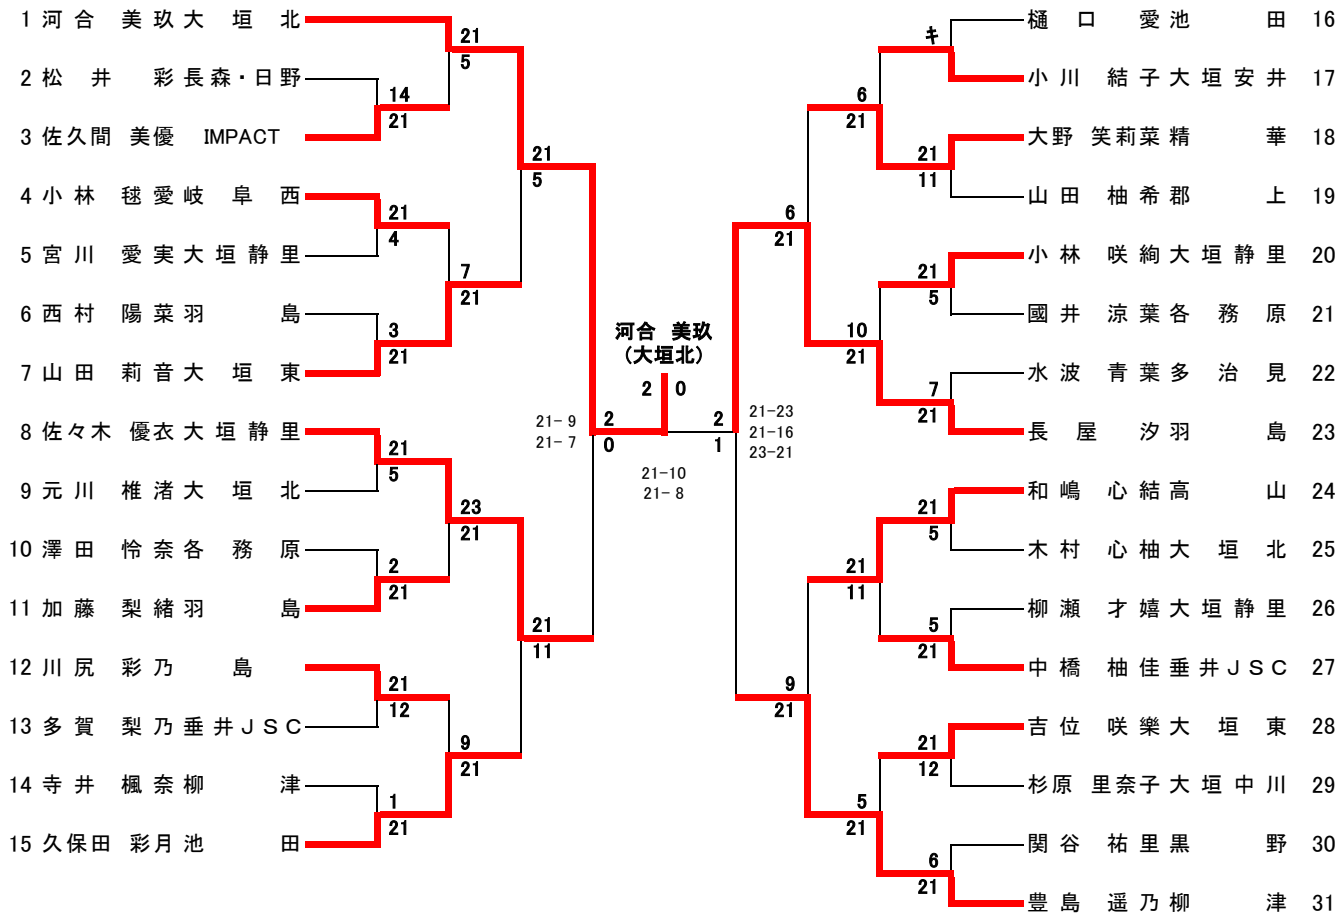 1 河合 美玖 大垣北
2 松井 彩 長森・日野
3 佐久間 美優 IMPACT
4 小林 毬愛 岐阜西
5 宮川 愛実 大垣静里
6 西村 陽菜 羽島
7 山田 莉音 大垣東
8 佐々木 優衣 大垣静里
9 元川 椎渚 大垣北
10 澤田 怜奈 各務原
11 加藤 梨緒 羽島
12 川尻 彩乃 島
13 多賀 梨乃 垂井JSC
14 寺井 楓奈 柳津
15 久保田 彩月 池田
14
21
21
4
3
21
21
5
2
21
21
12
1
21
21
5
7
21
23
21
9
21
21
5
21
11
21-9
21-7
2
0
河合 美玖
(大垣北)
2 0
21-10
21-8
2
1
21-23
21-16
23-21
6
21
9
21
6
21
10
21
21
11
5
21
キ
21
11
21
5
7
21
21
5
5
21
21
12
6
21
樋口 愛 池田 16
小川 結子 大垣安井 17
大野 笑莉菜 精華 18
山田 柚希 郡上 19
小林 咲絢 大垣静里 20
國井 涼葉 各務原 21
水波 青葉 多治見 22
長屋 汐 羽島 23
和嶋 心結 高山 24
木村 心柚 大垣北 25
柳瀬 才嬉 大垣静里 26
中橋 柚佳 垂井JSC 27
吉位 咲樂 大垣東 28
杉原 里奈子 大垣中川 29
関谷 祐里 黒野 30
豊島 遥乃 柳津 31